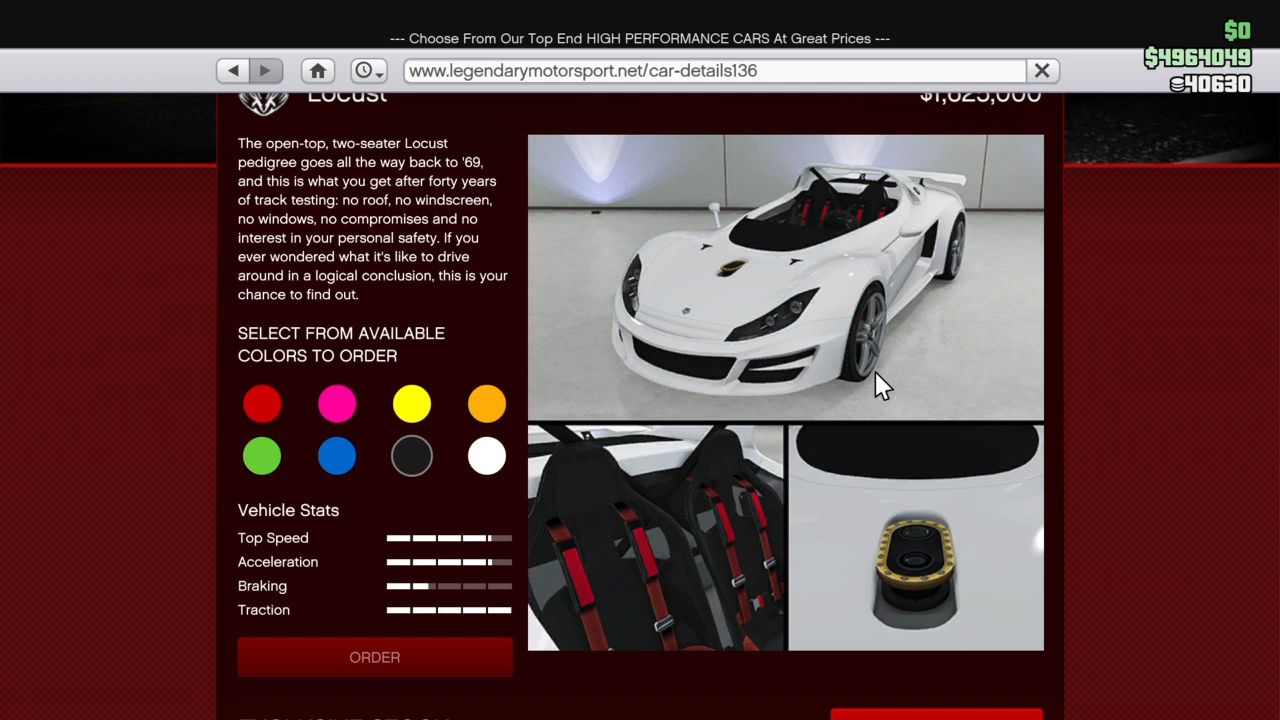 --- Choose From Our Top End HIGH PERFORMANCE CARS At Great Prices ---
$0
$4964049
40630
www.legendarymotorsport.net/car-details136
Locust
$1,625,000
The open-top, two-seater Locust
pedigree goes all the way back to '69,
and this is what you get after forty years
of track testing: no roof, no windscreen,
no windows, no compromises and no
interest in your personal safety. If you
ever wondered what it's like to drive
around in a logical conclusion, this is your
chance to find out.
SELECT FROM AVAILABLE
COLORS TO ORDER
Vehicle Stats
Top Speed
Acceleration
Braking
Traction
ORDER